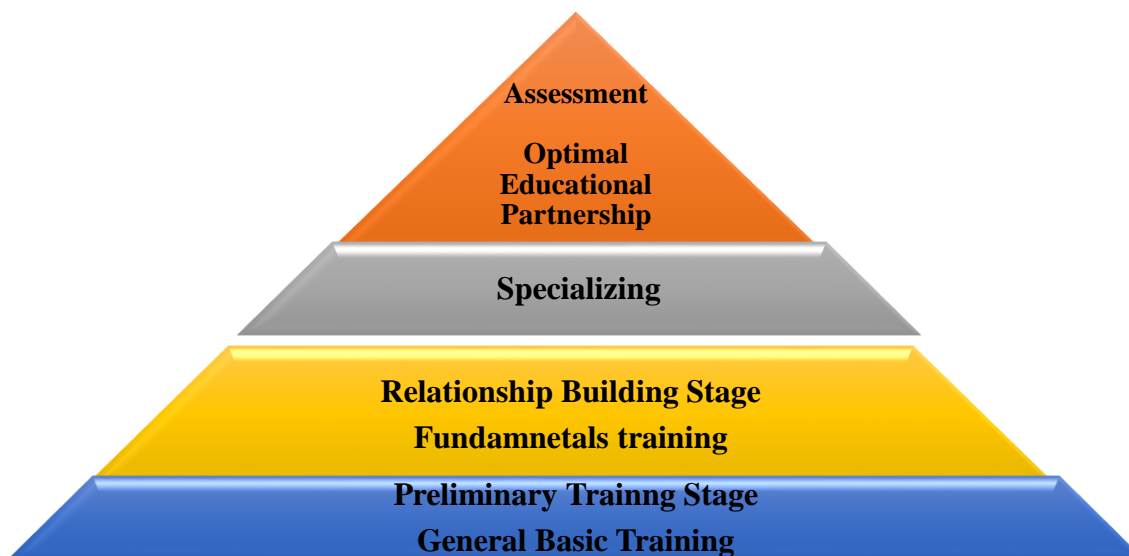 Assessment
Optimal
Educational
Partnership
Specializing
Relationship Building Stage
Fundamnetals training
Preliminary Trainng Stage
General Basic Training